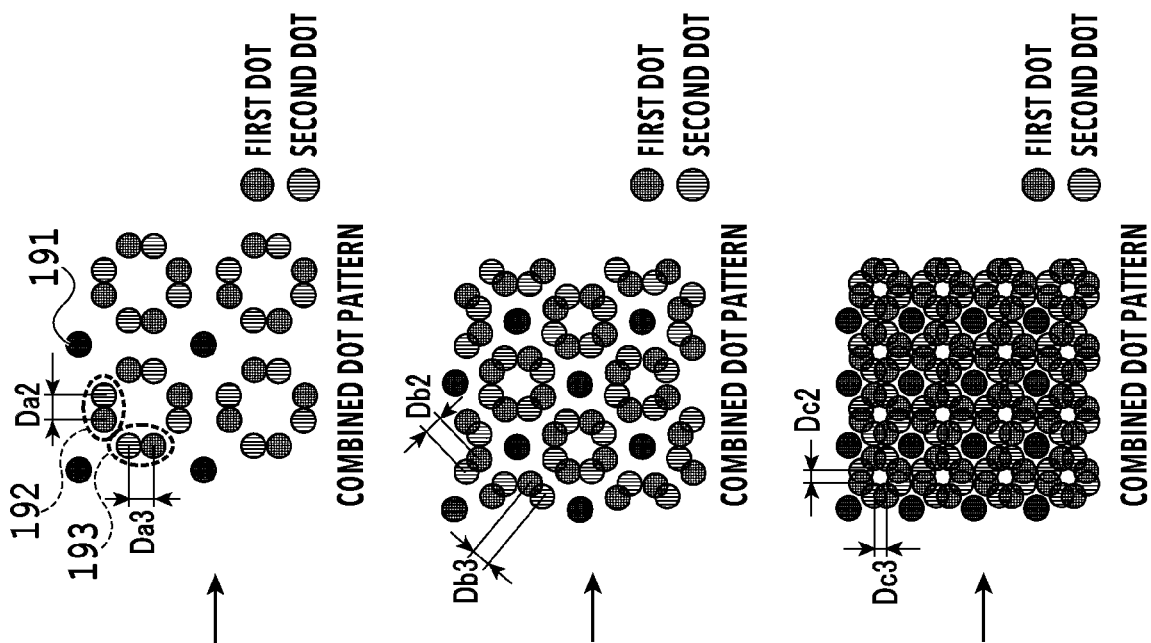 191
192
193
Da2
Da3
FIRST DOT
SECOND DOT
COMBINED DOT PATTERN
Db2
Db3
FIRST DOT
SECOND DOT
COMBINED DOT PATTERN
Dc2
Dc3
FIRST DOT
SECOND DOT
COMBINED DOT PATTERN